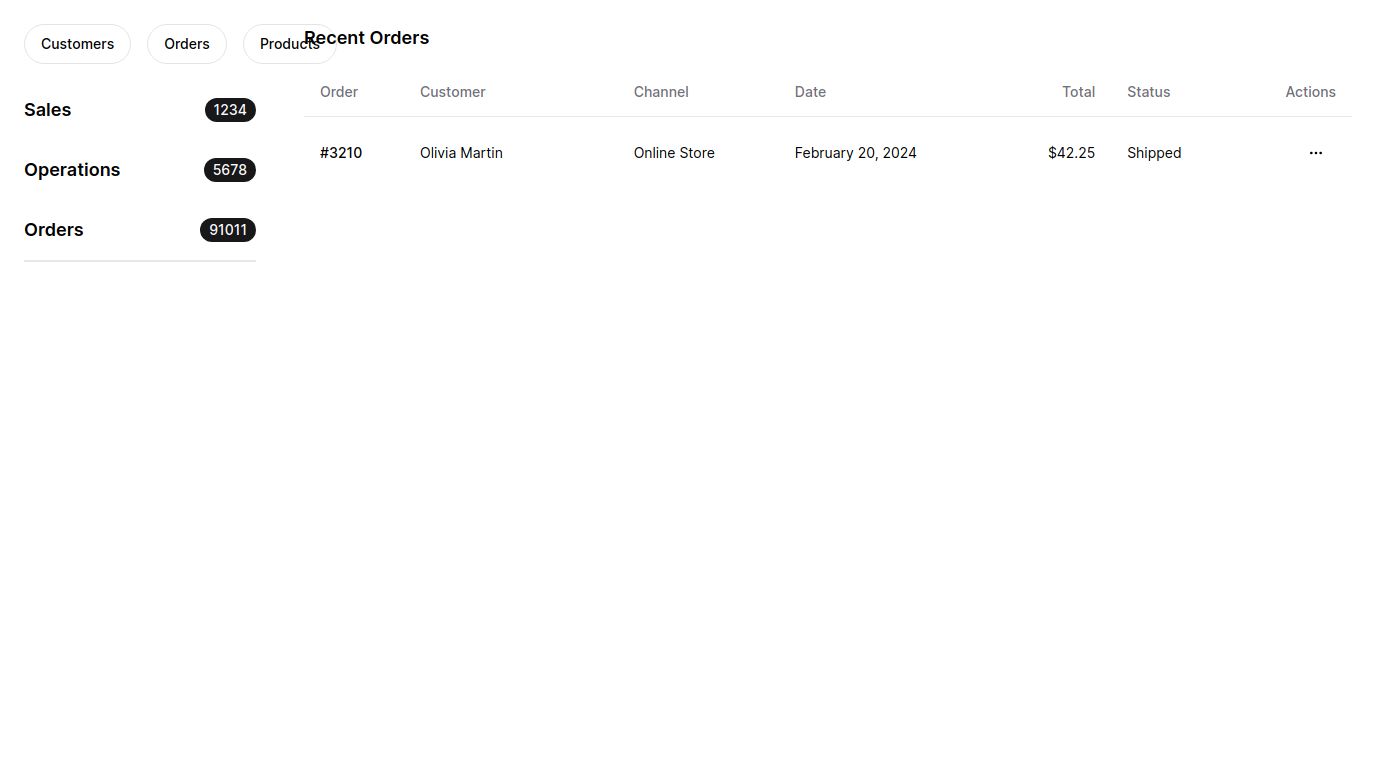 Customers Orders Products
Sales 1234
Operations 5678
Orders 91011
Recent Orders
Order Customer Channel Date Total Status Actions
#3210 Olivia Martin Online Store February 20, 2024 $42.25 Shipped ...